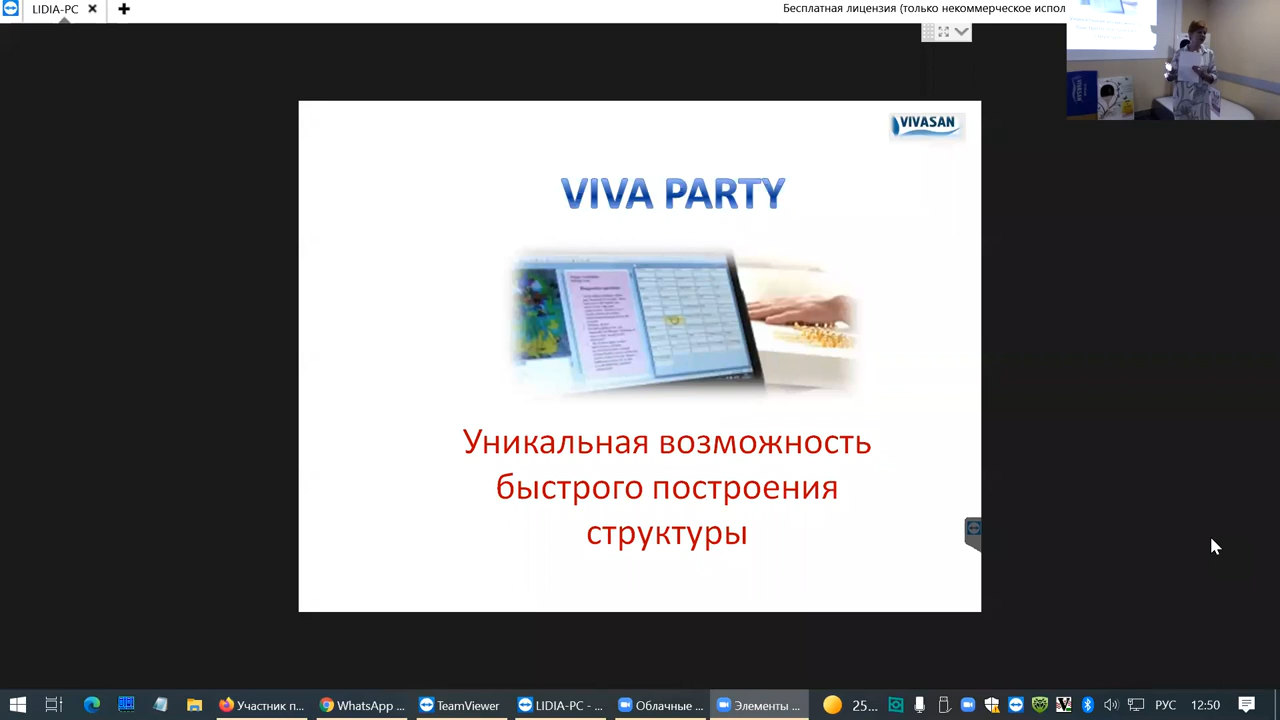 LIDIA-PC
Бесплатная лицензия (только некоммерческое испол
VIVASAN
VIVA PARTY
Уникальная возможность
быстрого построения
структуры
Участник п...
WhatsApp ...
TeamViewer
LIDIA-PC - ...
Облачные ...
Элементы ...
25...
РУС
12:50